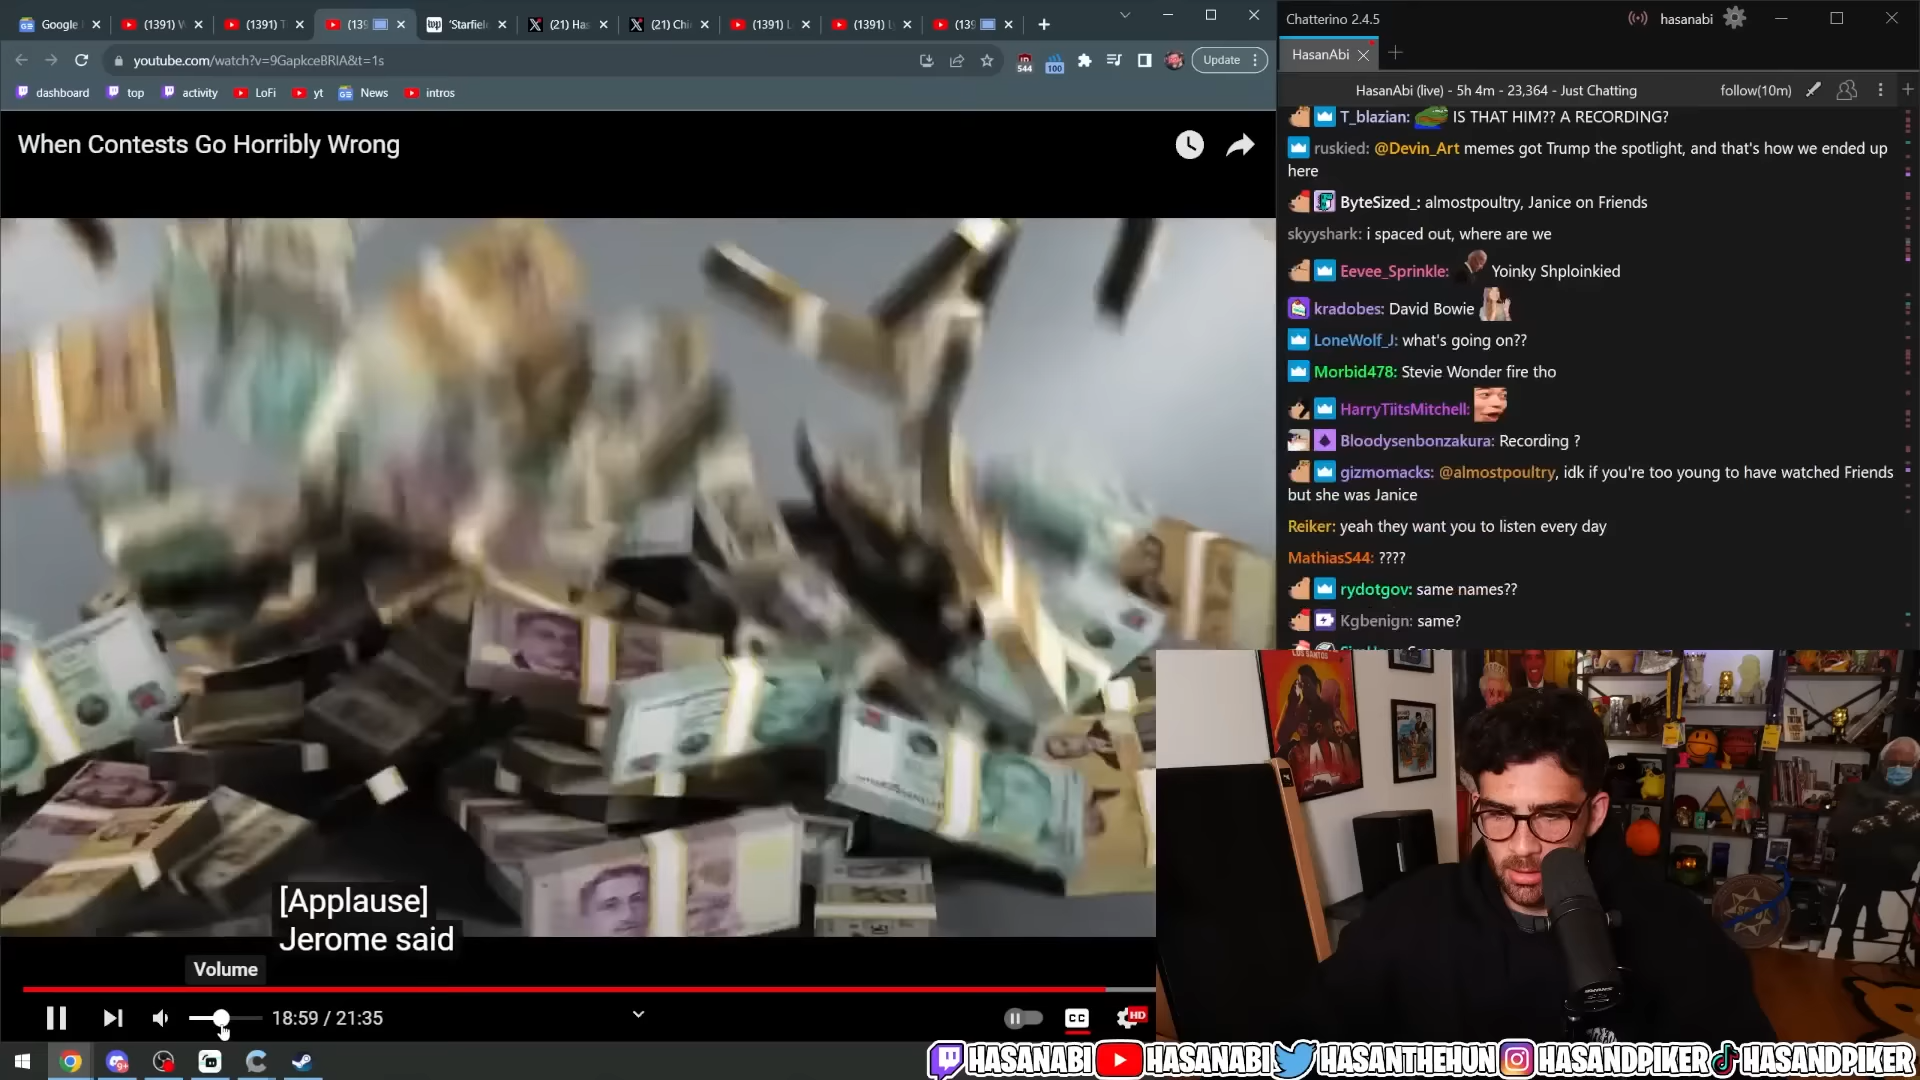 Google
(1391) V
(1391) T
(139
'Starfiel
(21) Has
(21) Chi
(1391) L
(1391) L
(139
youtube.com/watch?v=9GapkceBRIA&t=1s
544
100
Update
dashboard
top
activity
LoFi
yt
News
intros
When Contests Go Horribly Wrong
[Applause]
Jerome said
Volume
18:59 / 21:35
CC
HD
Chatterino 2.4.5
hasanabi
HasanAbi
HasanAbi (live) - 5h 4m - 23,364 - Just Chatting
follow(10m)
T_blazian: IS THAT HIM?? A RECORDING?
ruskied: @Devin_Art memes got Trump the spotlight, and that's how we ended up
here
ByteSized_: almostpoultry, Janice on Friends
skyyshark: i spaced out, where are we
Eevee_Sprinkle: Yoinky Shploinkied
kradobes: David Bowie
LoneWolf_J: what's going on??
Morbid478: Stevie Wonder fire tho
HarryTiitsMitchell:
Bloodysenbonzakura: Recording ?
gizmomacks: @almostpoultry, idk if you're too young to have watched Friends
but she was Janice
Reiker: yeah they want you to listen every day
MathiasS44: ????
rydotgov: same names??
Kgbenign: same?
LOS SANTOS
HASANABI HASANABI HASANTHEHUN HASANDPIKER HASANDPIKER